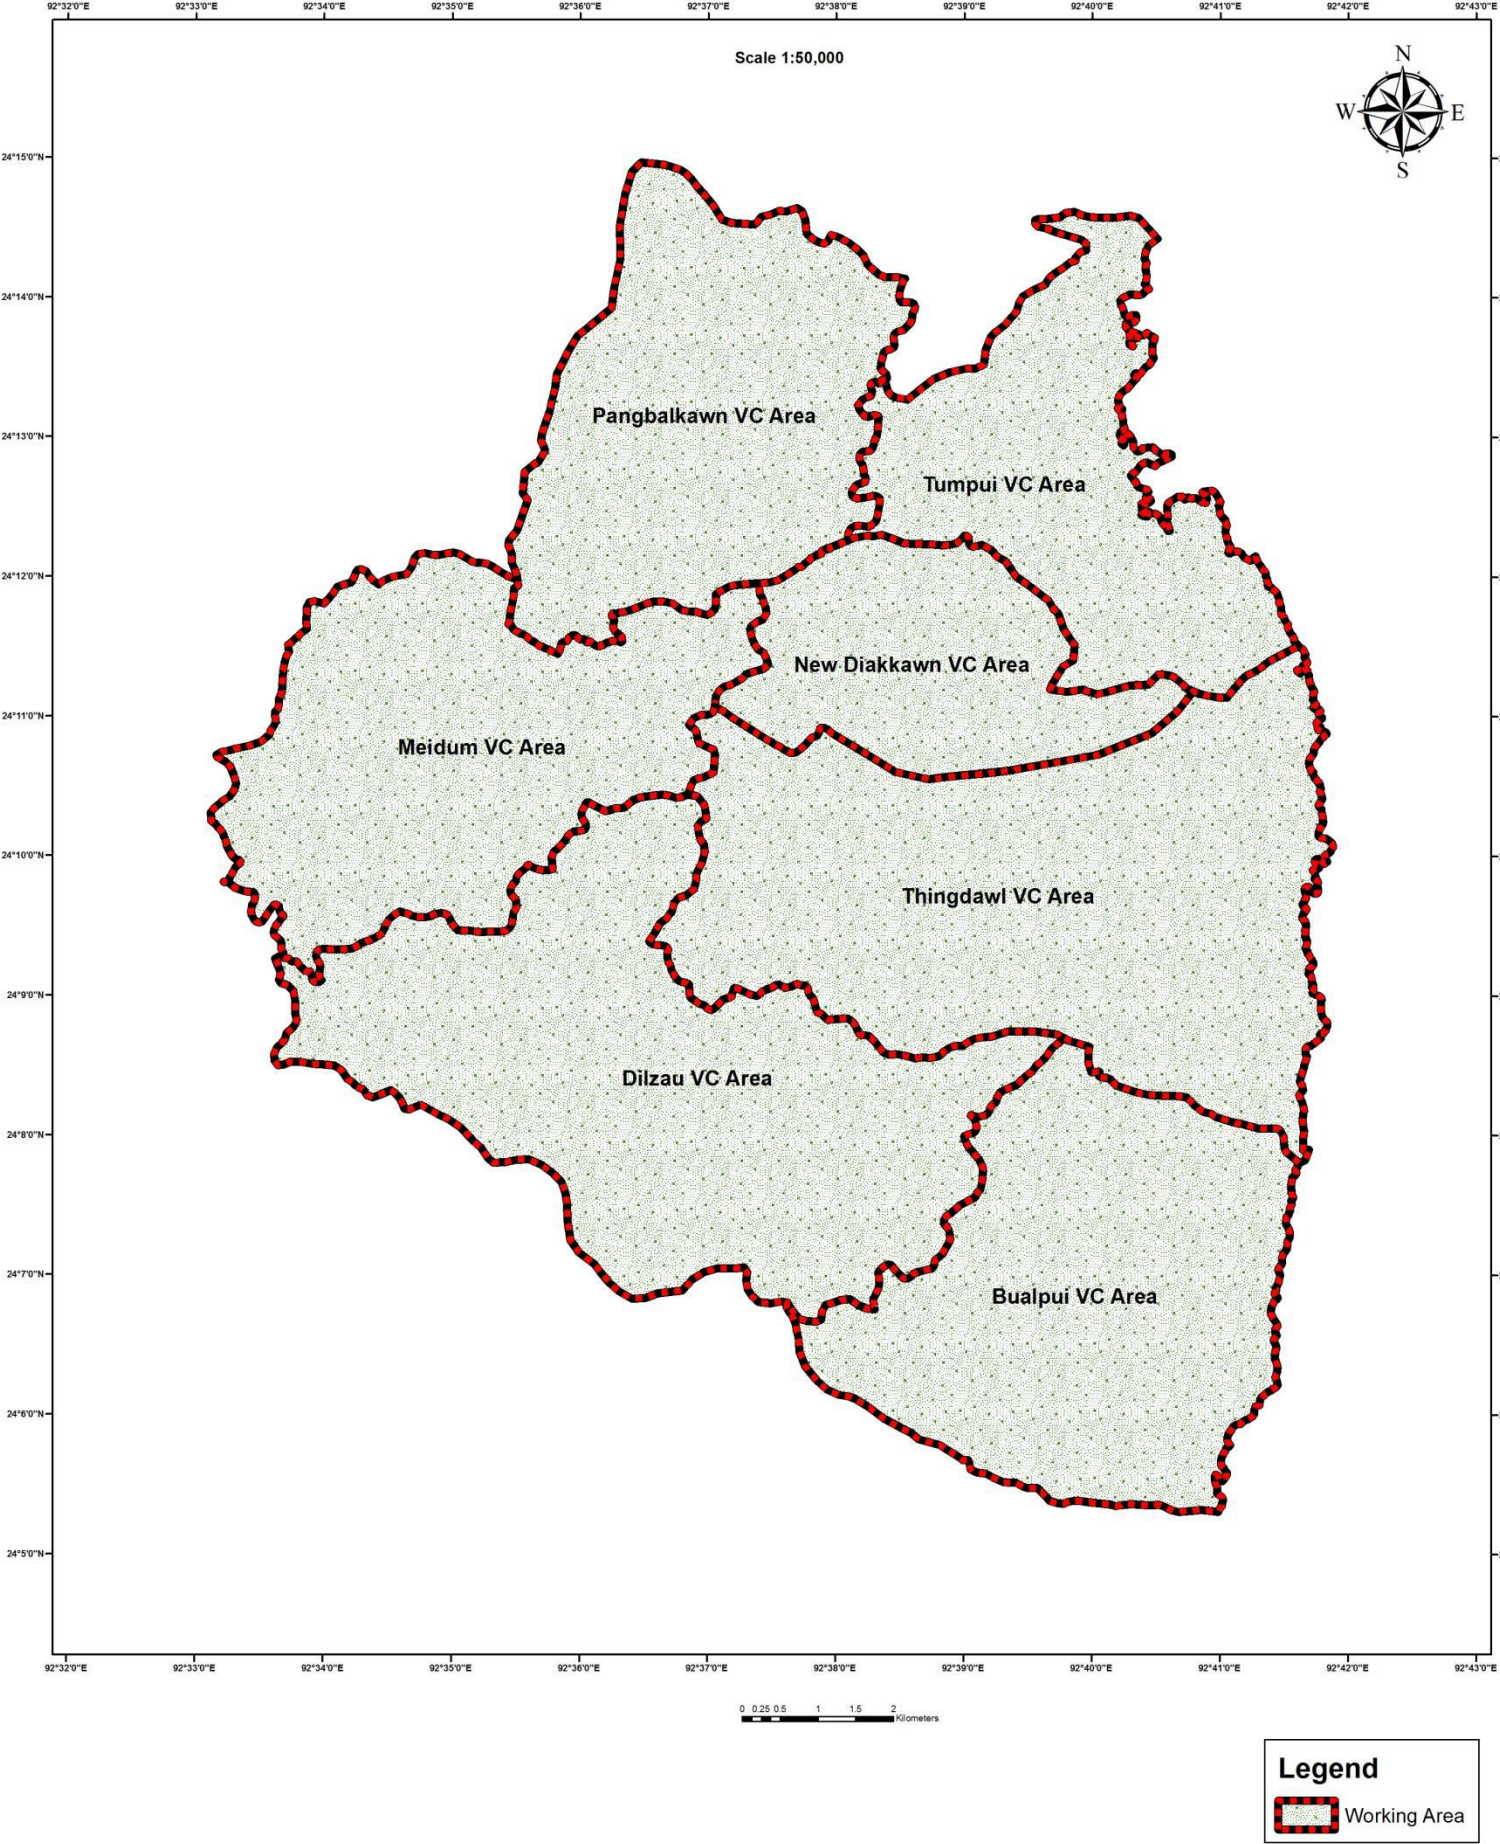 92°32'0"E 92°33'0"E 92°34'0"E 92°35'0"E 92°36'0"E 92°37'0"E 92°38'0"E 92°39'0"E 92°40'0"E 92°41'0"E 92°42'0"E 92°43'0"E
Scale 1:50,000
N
W E
S
24°15'0"N
24°14'0"N
Pangbalkawn VC Area
24°13'0"N
Tumpui VC Area
24°12'0"N
New Diakkawn VC Area
24°11'0"N
Meidum VC Area
24°10'0"N
Thingdawl VC Area
24°9'0"N
Dilzau VC Area
24°8'0"N
24°7'0"N
Bualpui VC Area
24°6'0"N
24°5'0"N
92°32'0"E 92°33'0"E 92°34'0"E 92°35'0"E 92°36'0"E 92°37'0"E 92°38'0"E 92°39'0"E 92°40'0"E 92°41'0"E 92°42'0"E 92°43'0"E
0 0.25 0.5 1 1.5 2
Kilometers
Legend
Working Area